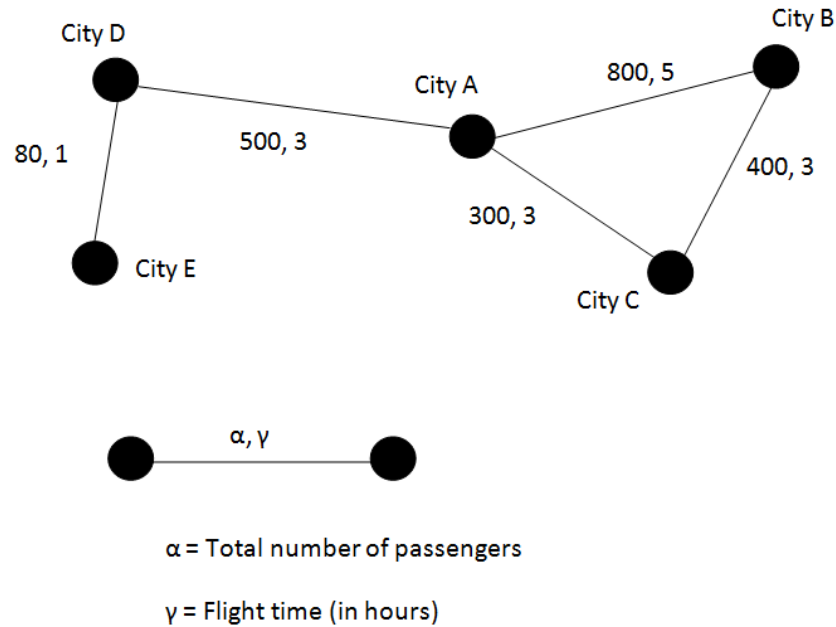 City B
City D
800, 5
City A
80, 1
500, 3
400, 3
300, 3
City E
City C
α, γ
α = Total number of passengers
γ = Flight time (in hours)